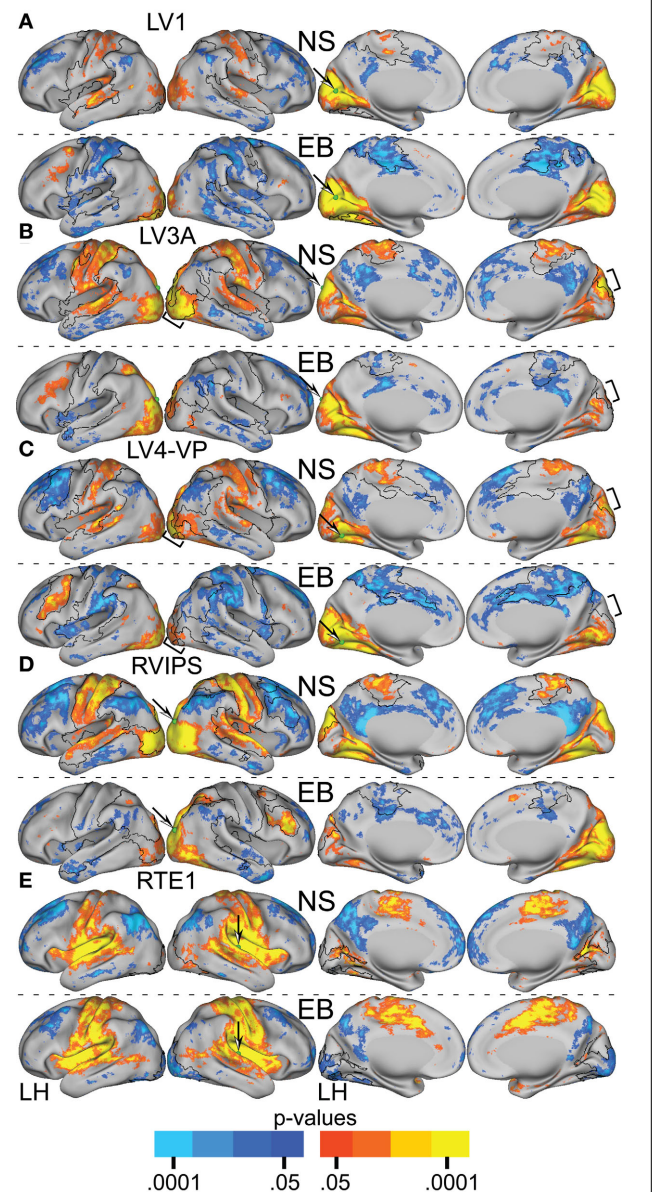 A
LV1
NS
EB
B
LV3A
NS
EB
C
LV4-VP
NS
EB
D
RVIPS
NS
EB
E
RTE1
NS
EB
LH
LH
p-values
.0001 .05 .05 .0001